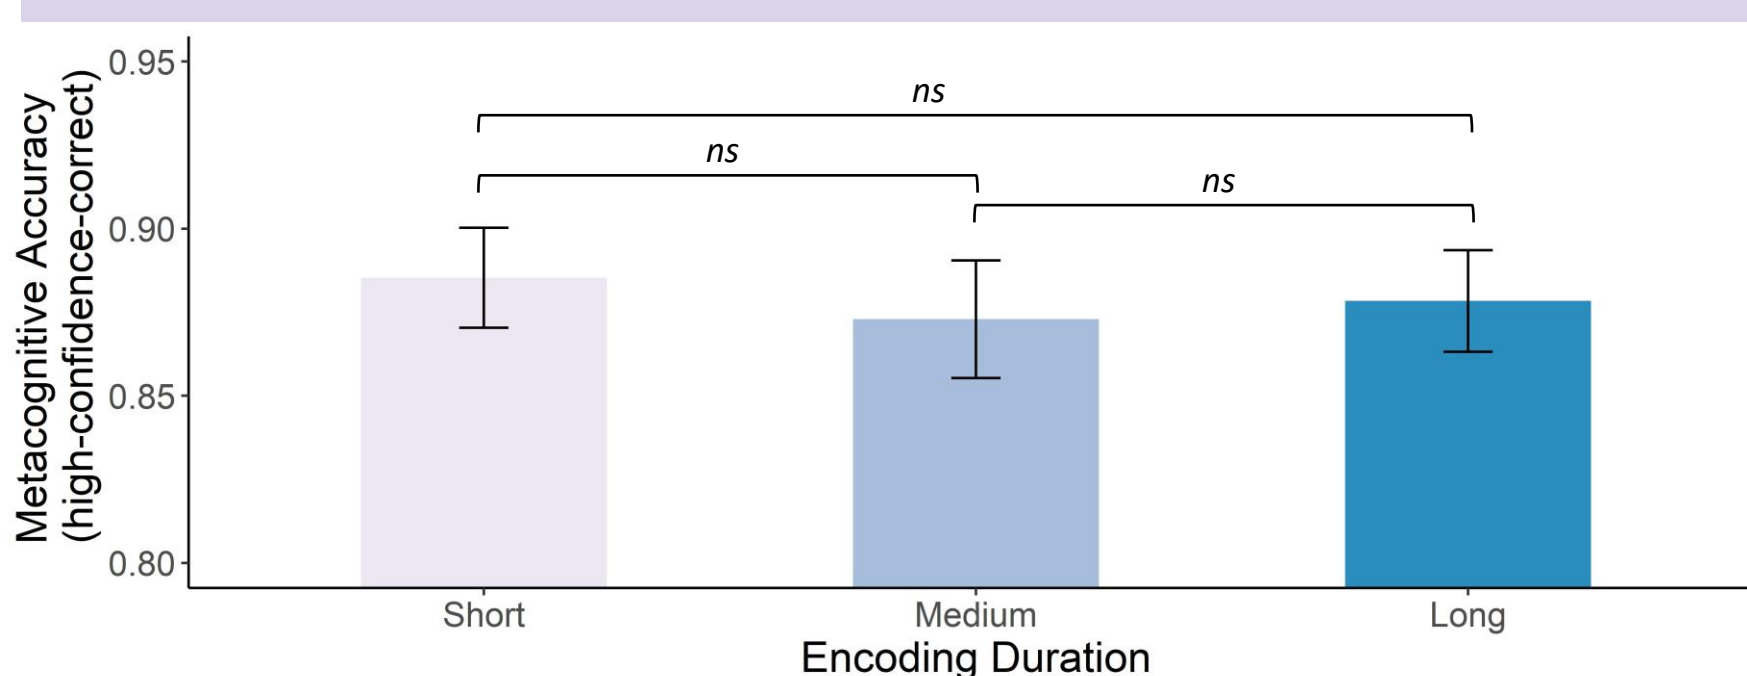 Metacognitive Accuracy
(high-confidence-correct)
0.95
0.90
0.85
0.80
ns
ns
ns
Short
Medium
Long
Encoding Duration